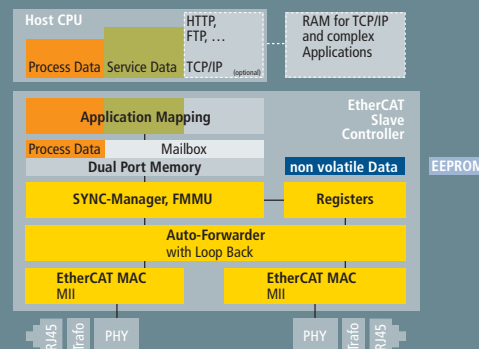 Host CPU
HTTP,
FTP, …
TCP/IP
(optional)
Process Data
Service Data
RAM for TCP/IP
and complex
Applications
EtherCAT
Slave
Controller
Application Mapping
Process Data
Mailbox
Dual Port Memory
non volatile Data
EEPROM
SYNC-Manager, FMMU
Registers
Auto-Forwarder
with Loop Back
EtherCAT MAC
MII
EtherCAT MAC
MII
RJ45
Trafo
PHY
PHY
Trafo
RJ45